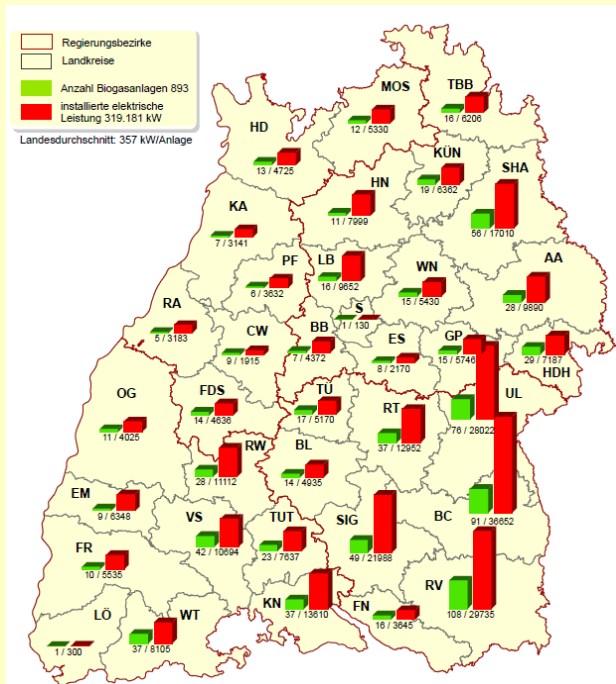 Regierungsbezirke
Landkreise
Anzahl Biogasanlagen 893
installierte elektrische
Leistung 319.181 kW
Landesdurchschnitt: 357 kW/Anlage
MOS
12 / 5330
TBB
16 / 6206
HD
13 / 4725
KÜN
19 / 6362
SHA
56 / 17010
HN
11 / 7999
KA
7 / 3141
PF
6 / 3632
LB
16 / 9652
WN
15 / 5430
AA
28 / 9890
S
1 / 130
RA
5 / 3183
CW
9 / 1915
BB
7 / 4372
ES
8 / 2170
GP
15 / 5746
HDH
29 / 7187
OG
11 / 4025
FDS
14 / 4636
TÜ
17 / 5170
RT
37 / 12952
UL
76 / 28022
RW
28 / 11112
BL
14 / 4935
EM
9 / 6348
VS
42 / 10694
TUT
23 / 7637
SIG
49 / 21988
BC
91 / 36652
FR
10 / 5535
LÖ
1 / 300
WT
37 / 8105
KN
37 / 13610
FN
16 / 3645
RV
108 / 29735